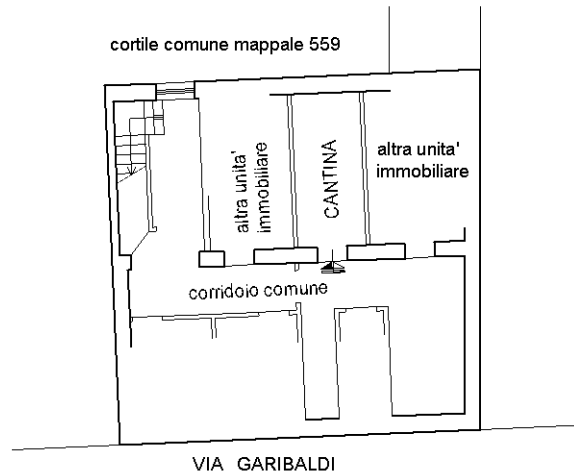 cortile comune mappale 559
altra unita'
immobiliare
CANTINA
altra unita'
immobiliare
corridoio comune
VIA GARIBALDI